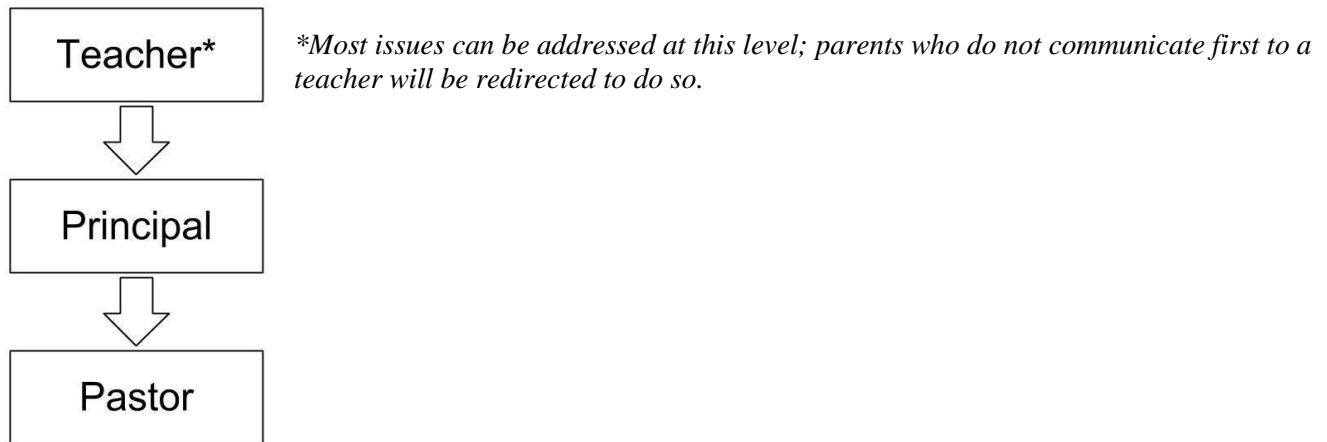 Teacher*
*Most issues can be addressed at this level; parents who do not communicate first to a
teacher will be redirected to do so.
Principal
Pastor